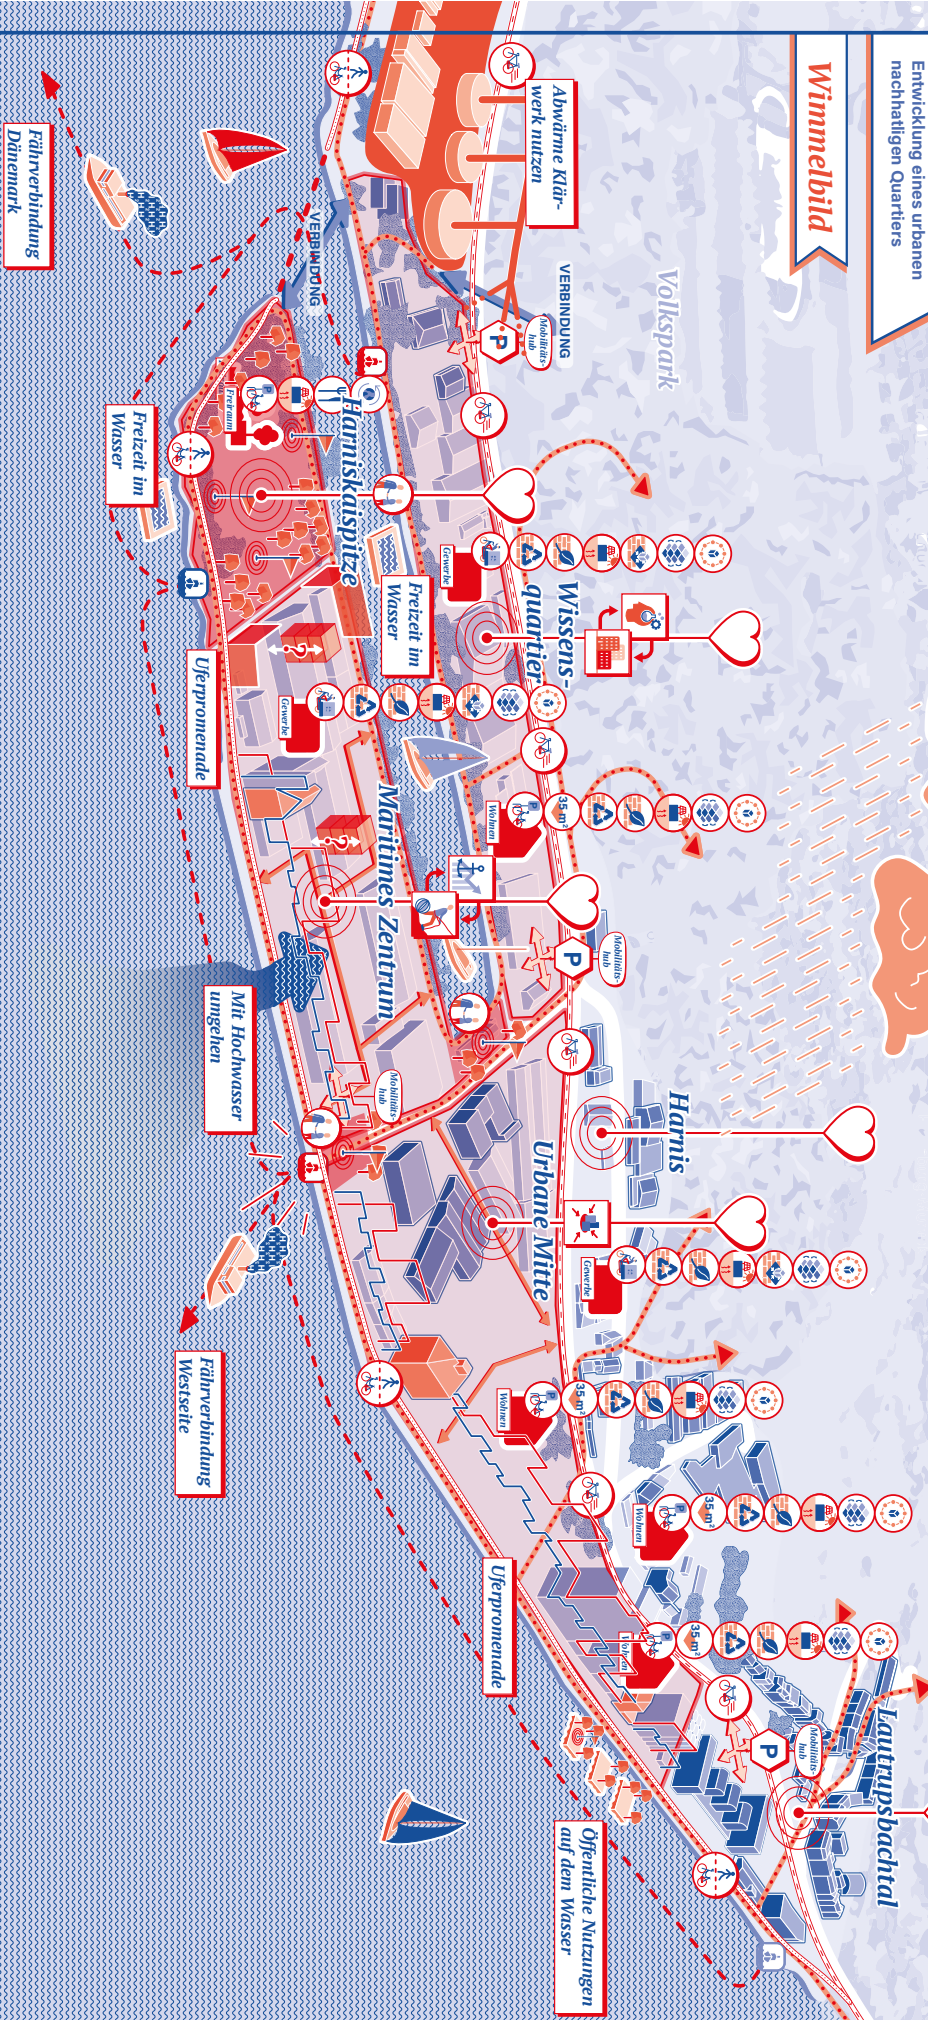 Entwicklung eines urbanen
nachhatligen Quartiers
Wimmelbild
Volkspark
Abwärme Klär-
werk nutzen
VERBINDUNG
VERBINDUNG
Mobilitäts-
hub
P
Fährverbindung
Dänemark
Freizeit im
Wasser
Freiraum
P
Harniskaispitze
Freizeit im
Wasser
Gewerbe
Wissens-
quartier
Uferpromenade
?
Gewerbe
Wohnen
P
35 m²
Maritimes Zentrum
?
Mobilitäts-
hub
P
Mit Hochwasser
umgehen
Mobilitäts-
hub
Harnis
Urbane Mitte
Gewerbe
Fährverbindung
Westseite
Wohnen
P
35 m²
Wohnen
P
35 m²
Uferpromenade
Wohnen
P
35 m²
Mobilitäts-
hub
P
Lautrupsbachtal
Öffentliche Nutzungen
auf dem Wasser